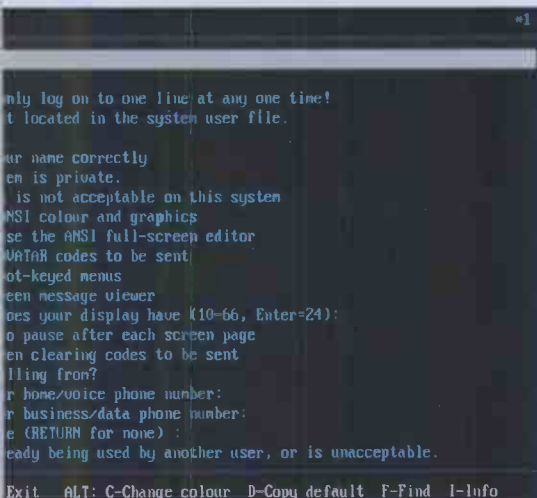 *1
nly log on to one line at any one time!
t located in the system user file.
ur name correctly
em is private.
is not acceptable on this system
NSI colour and graphics
se the ANSI full-screen editor
VATAR codes to be sent
ot-keyed menus
een message viewer
oes your display have (10-66, Enter=24):
o pause after each screen page
en clearing codes to be sent
lling from?
r home/voice phone number:
r business/data phone number:
e (RETURN for none) :
eady being used by another user, or is unacceptable.
Exit ALT: C-Change colour D-Copy default F-Find I-Info